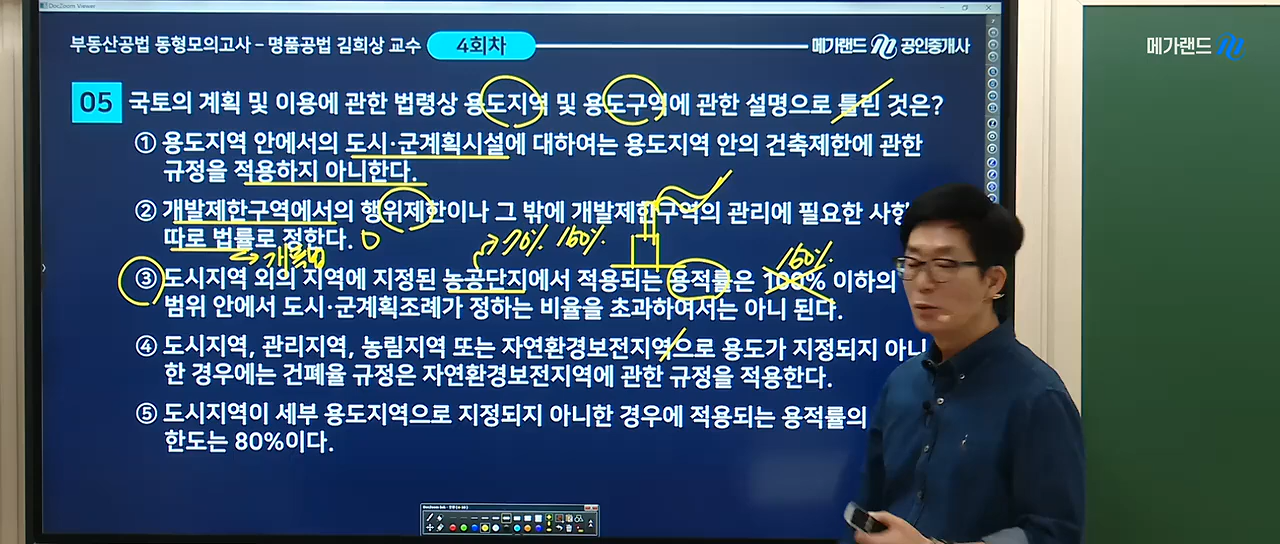 DocZoom Viewer
부동산공법 동형모의고사 – 명품공법 김희상 교수 4회차 메가랜드 공인중개사
메가랜드
05 국토의 계획 및 이용에 관한 법령상 용도지역 및 용도구역에 관한 설명으로 틀린 것은?
① 용도지역 안에서의 도시·군계획시설에 대하여는 용도지역 안의 건축제한에 관한
규정을 적용하지 아니한다.
② 개발제한구역에서의 행위제한이나 그 밖에 개발제한구역의 관리에 필요한 사항
따로 법률로 정한다.
70% 150%
150%
③ 도시지역 외의 지역에 지정된 농공단지에서 적용되는 용적률은 100% 이하의
범위 안에서 도시·군계획조례가 정하는 비율을 초과하여서는 아니 된다.
④ 도시지역, 관리지역, 농림지역 또는 자연환경보전지역으로 용도가 지정되지 아니
한 경우에는 건폐율 규정은 자연환경보전지역에 관한 규정을 적용한다.
⑤ 도시지역이 세부 용도지역으로 지정되지 아니한 경우에 적용되는 용적률의
한도는 80%이다.